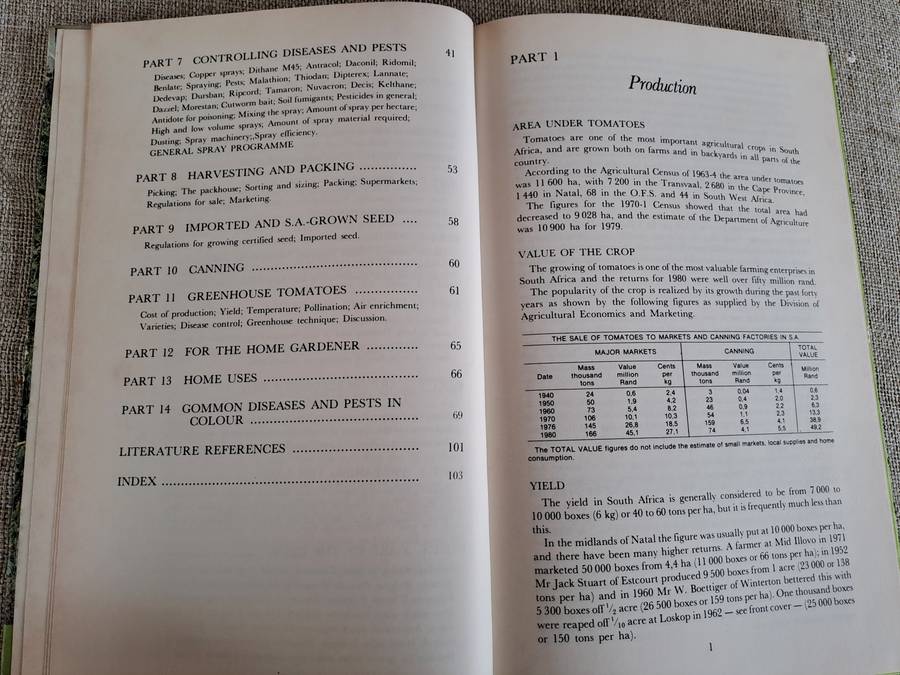 PART 7 CONTROLLING DISEASES AND PESTS 41
Diseases; Copper sprays; Dithane M45; Antracol; Daconil; Ridomil;
Benlate; Spraying; Pests; Malathion; Thiodan; Dipterex; Lannate;
Dedevap; Dursban; Ripcord; Tamaron; Nuvacron; Decis; Kelthane;
Dazzel; Morestan; Cutworm bait; Soil fumigants; Pesticides in general;
Antidote for poisoning; Mixing the spray; Amount of spray per hectare;
High and low volume sprays; Amount of spray material required;
Dusting; Spray machinery; Spray efficiency.
GENERAL SPRAY PROGRAMME
PART 8 HARVESTING AND PACKING ............... 53
Picking; The packhouse; Sorting and sizing; Packing; Supermarkets;
Regulations for sale; Marketing.
PART 9 IMPORTED AND S.A.-GROWN SEED .... 58
Regulations for growing certified seed; Imported seed.
PART 10 CANNING .......................................... 60
PART 11 GREENHOUSE TOMATOES ............... 61
Cost of production; Yield; Temperature; Pollination; Air enrichment;
Varieties; Disease control; Greenhouse technique; Discussion.
PART 12 FOR THE HOME GARDENER ............. 65
PART 13 HOME USES ....................................... 66
PART 14 GOMMON DISEASES AND PESTS IN
COLOUR ........................................... 69
LITERATURE REFERENCES ............................... 101
INDEX ................................................................ 103
PART 1
Production
AREA UNDER TOMATOES
Tomatoes are one of the most important agricultural crops in South
Africa, and are grown both on farms and in backyards in all parts of the
country.
According to the Agricultural Census of 1963-4 the area under tomatoes
was 11 600 ha, with 7 200 in the Transvaal, 2 680 in the Cape Province,
1 440 in Natal, 68 in the O.F.S. and 44 in South West Africa.
The figures for the 1970-1 Census showed that the total area had
decreased to 9 028 ha, and the estimate of the Department of Agriculture
was 10 900 ha for 1979.
VALUE OF THE CROP
The growing of tomatoes is one of the most valuable farming enterprises in
South Africa and the returns for 1980 were well over fifty million rand.
The popularity of the crop is realized by its growth during the past forty
years as shown by the following figures as supplied by the Division of
Agricultural Economics and Marketing.
THE SALE OF TOMATOES TO MARKETS AND CANNING FACTORIES IN S.A.
MAJOR MARKETS CANNING TOTAL VALUE
Date Mass thousand tons Value million Rand Cents per kg Mass thousand tons Value million Rand Cents per kg Million Rand
1940 24 0,6 2,4 3 0,04 1,4 0,6
1950 50 1,9 4,2 23 0,4 2,0 2,3
1960 73 5,4 8,2 46 0,9 2,2 6,3
1970 106 10,1 10,3 54 1,1 2,3 13,3
1976 145 26,8 18,5 159 6,5 4,1 38,9
1980 166 45,1 27,1 74 4,1 5,5 49,2
The TOTAL VALUE figures do not include the estimate of small markets, local supplies and home
consumption.
YIELD
The yield in South Africa is generally considered to be from 7 000 to
10 000 boxes (6 kg) or 40 to 60 tons per ha, but it is frequently much less than
this.
In the midlands of Natal the figure was usually put at 10 000 boxes per ha,
and there have been many higher returns. A farmer at Mid Illovo in 1971
marketed 50 000 boxes from 4,4 ha (11 000 boxes or 66 tons per ha); in 1952
Mr Jack Stuart of Estcourt produced 9 500 boxes from 1 acre (23 000 or 138
tons per ha) and in 1960 Mr W. Boettiger of Winterton bettered this with
5 300 boxes off 1/2 acre (26 500 boxes or 159 tons per ha). One thousand boxes
were reaped off 1/10 acre at Loskop in 1962 — see front cover — (25 000 boxes
or 150 tons per ha).
1